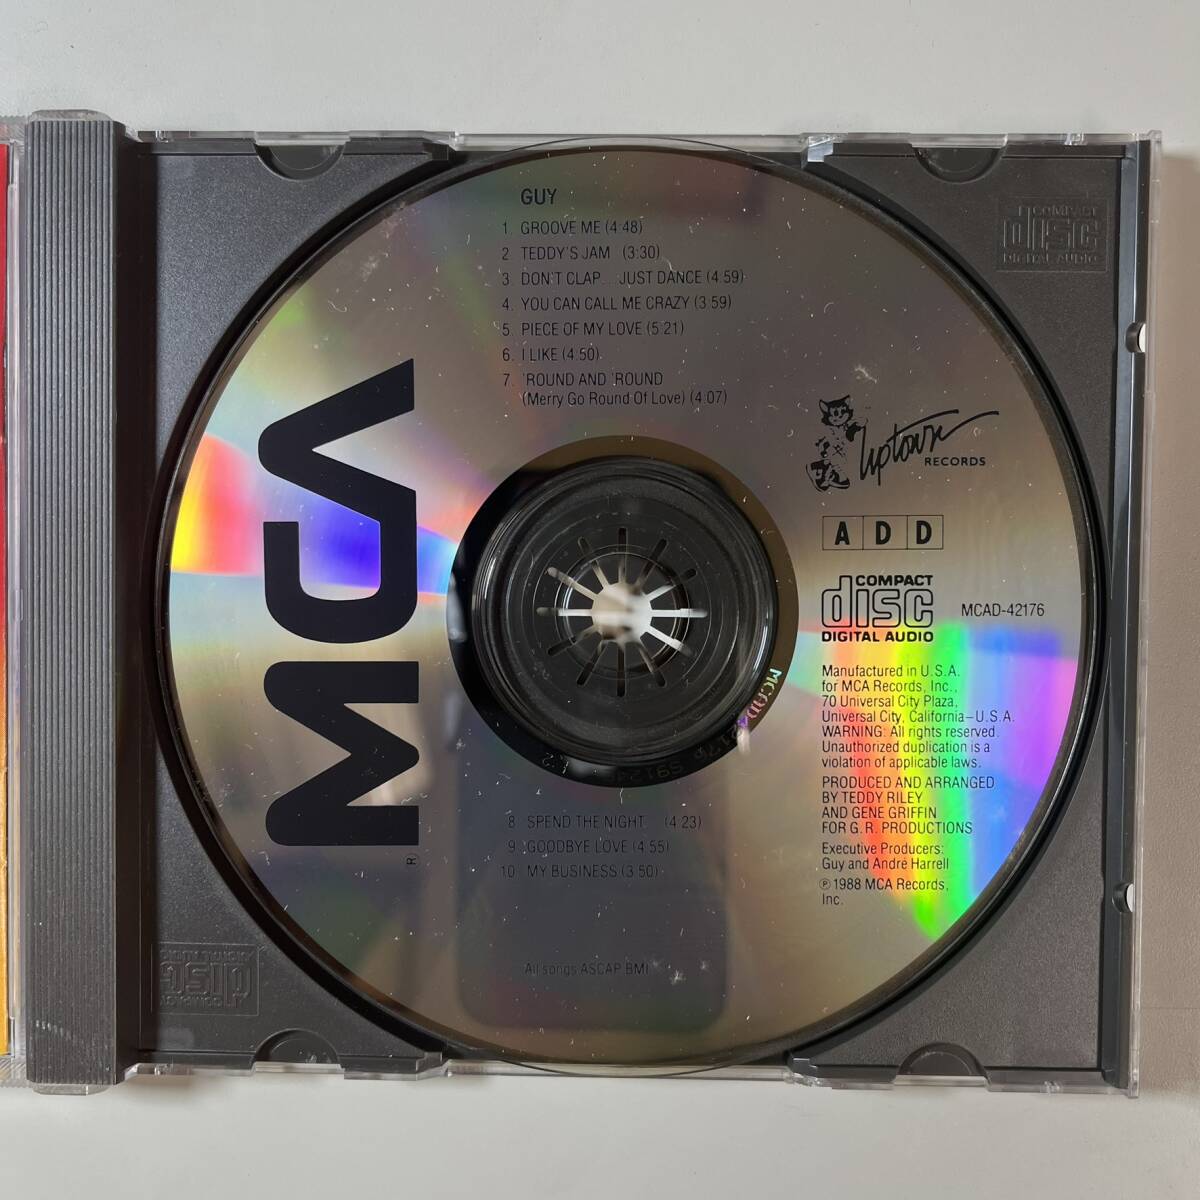 GUY
1 GROOVE ME (4:48)
2 TEDDY'S JAM (3:30)
3. DON'T CLAP... JUST DANCE (4:59)
4. YOU CAN CALL ME CRAZY (3:59)
5 PIECE OF MY LOVE (5:21)
6. I LIKE (4:50)
7. 'ROUND AND 'ROUND
(Merry Go Round Of Love) (4:07)
MCA
®
Uptown
RECORDS
A D D
COMPACT
disc
DIGITAL AUDIO
MCAD-42176
Manufactured in U.S.A.
for MCA Records, Inc.,
70 Universal City Plaza,
Universal City, California–U.S.A.
WARNING: All rights reserved.
Unauthorized duplication is a
violation of applicable laws.
PRODUCED AND ARRANGED
BY TEDDY RILEY
AND GENE GRIFFIN
FOR G.R. PRODUCTIONS
Executive Producers:
Guy and André Harrell
℗ 1988 MCA Records,
Inc.
8 SPEND THE NIGHT (4:23)
9 GOODBYE LOVE (4:55)
10 MY BUSINESS (3:50)
All songs ASCAP BMI
COMPACT
disc
DIGITAL AUDIO
COMPACT
disc
DIGITAL AUDIO